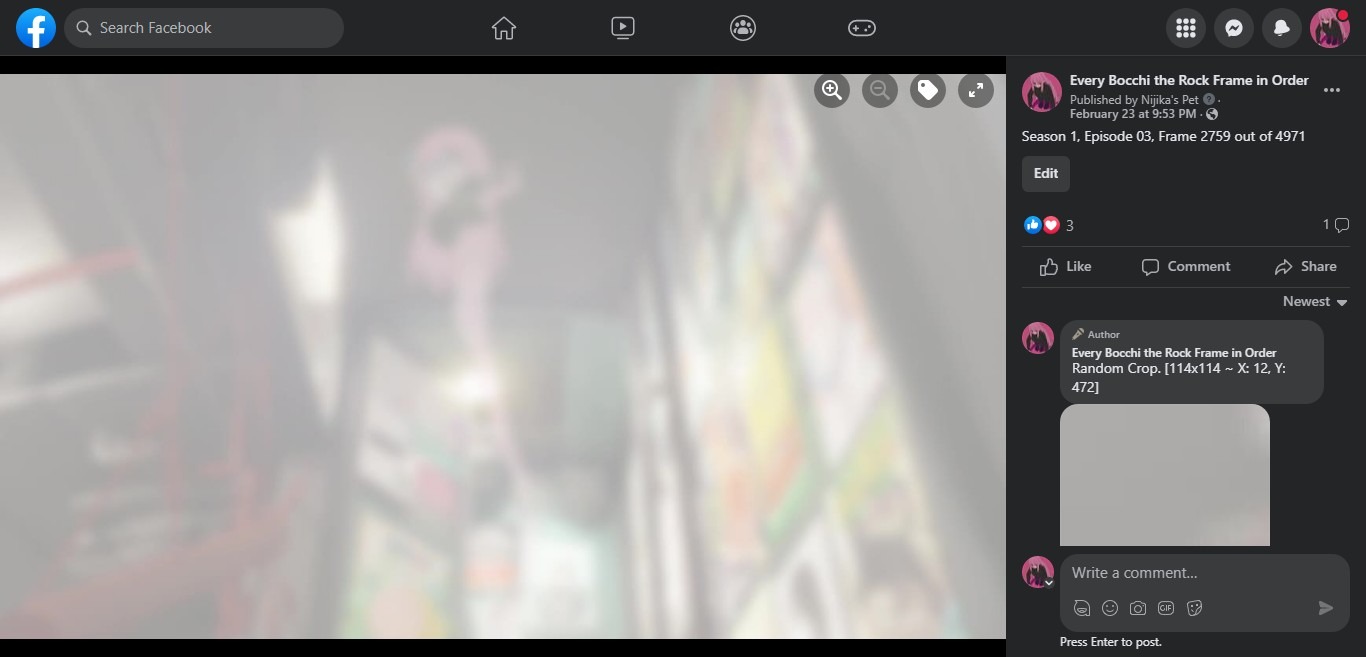 Search Facebook
Every Bocchi the Rock Frame in Order
Published by Nijika's Pet
February 23 at 9:53 PM ·
Season 1, Episode 03, Frame 2759 out of 4971
Edit
3
1
Like
Comment
Share
Newest
Author
Every Bocchi the Rock Frame in Order
Random Crop. [114x114 ~ X: 12, Y:
472]
Write a comment...
GIF
Press Enter to post.